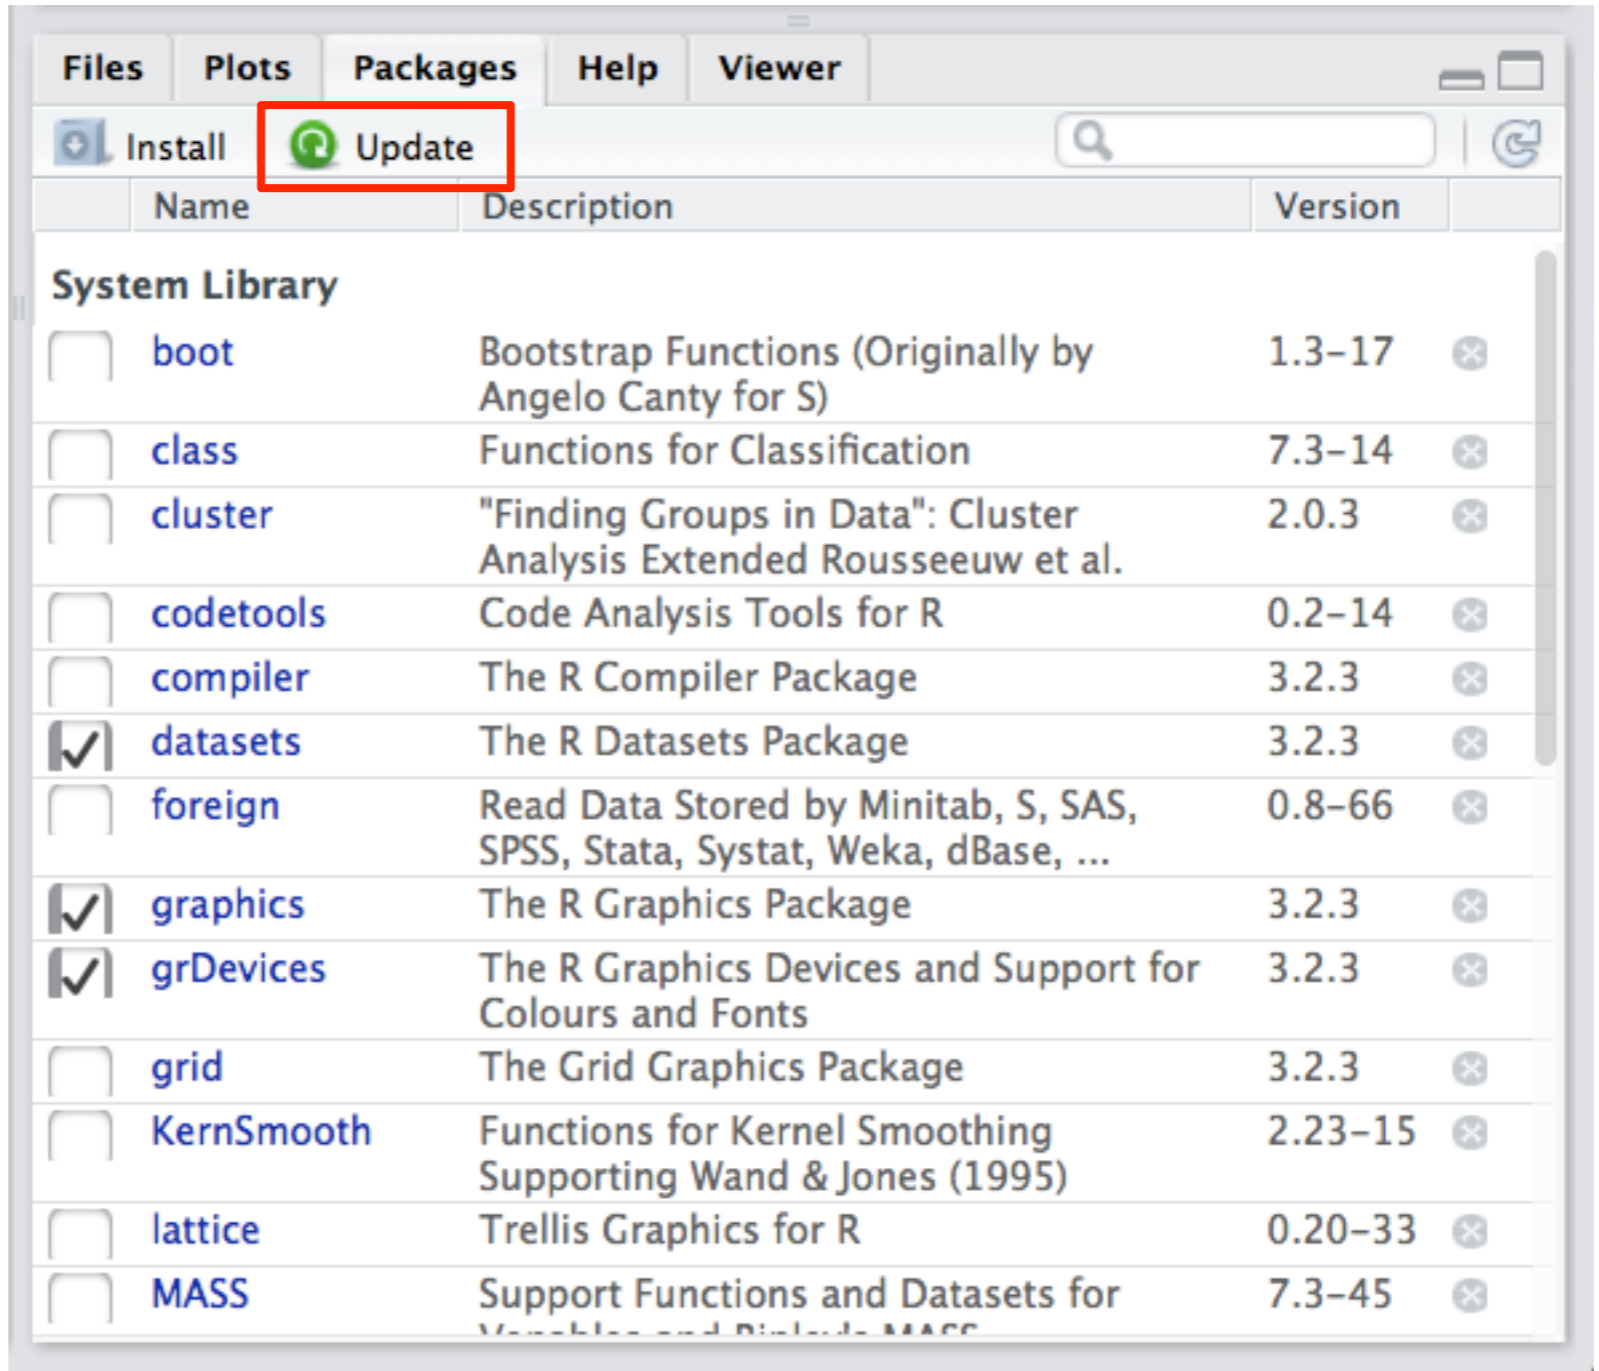 Files Plots Packages Help Viewer
Install Update
Name Description Version
System Library
boot Bootstrap Functions (Originally by 1.3-17
Angelo Canty for S)
class Functions for Classification 7.3-14
cluster "Finding Groups in Data": Cluster 2.0.3
Analysis Extended Rousseeuw et al.
codetools Code Analysis Tools for R 0.2-14
compiler The R Compiler Package 3.2.3
datasets The R Datasets Package 3.2.3
foreign Read Data Stored by Minitab, S, SAS, 0.8-66
SPSS, Stata, Systat, Weka, dBase, ...
graphics The R Graphics Package 3.2.3
grDevices The R Graphics Devices and Support for 3.2.3
Colours and Fonts
grid The Grid Graphics Package 3.2.3
KernSmooth Functions for Kernel Smoothing 2.23-15
Supporting Wand & Jones (1995)
lattice Trellis Graphics for R 0.20-33
MASS Support Functions and Datasets for 7.3-45